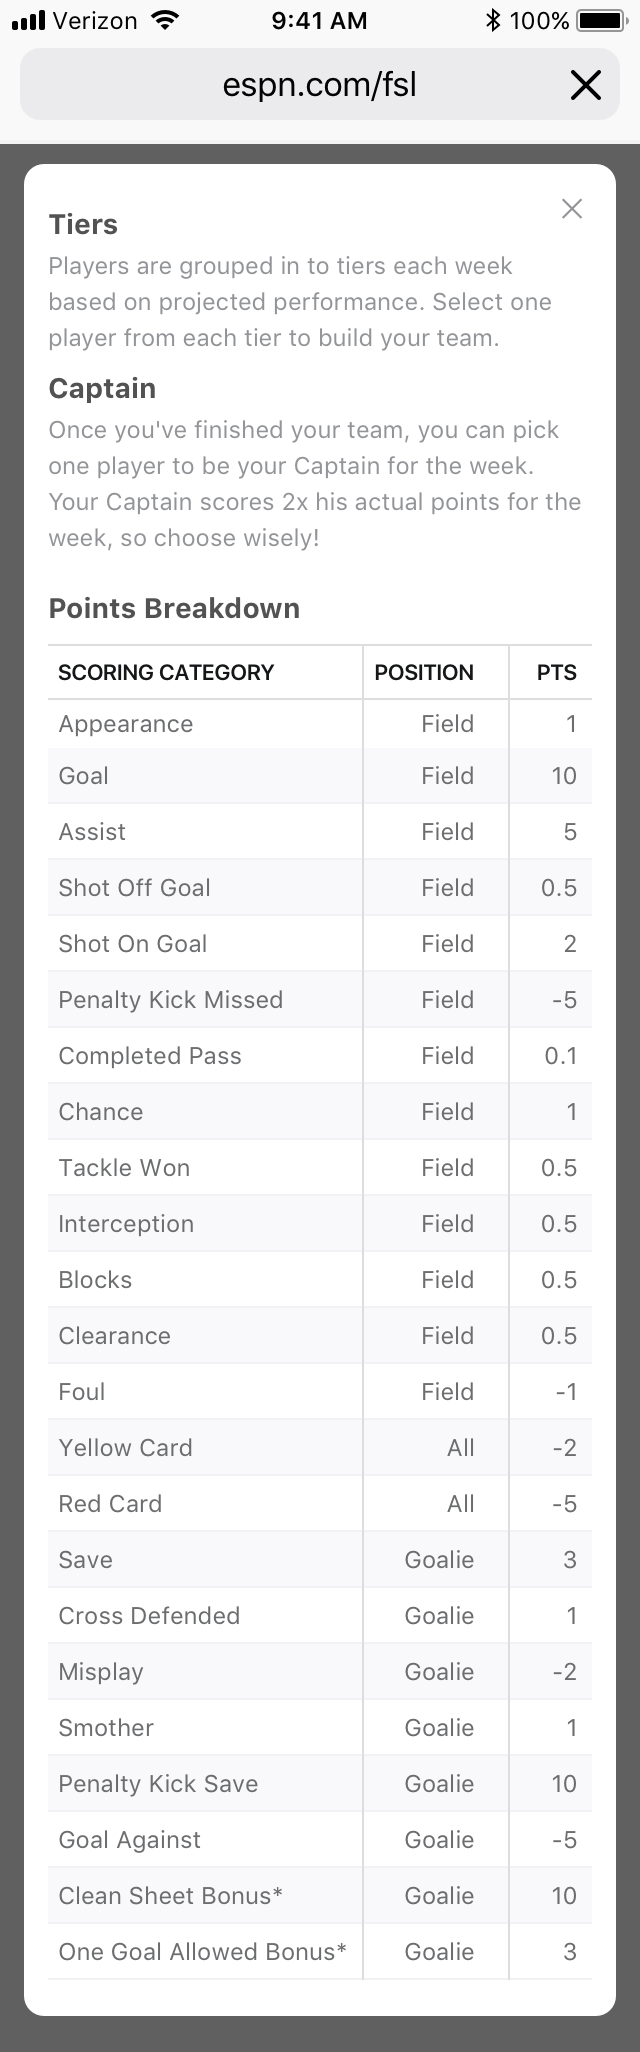 Verizon 9:41 AM 100%
espn.com/fsl
Tiers
Players are grouped in to tiers each week
based on projected performance. Select one
player from each tier to build your team.
Captain
Once you've finished your team, you can pick
one player to be your Captain for the week.
Your Captain scores 2x his actual points for the
week, so choose wisely!
Points Breakdown
SCORING CATEGORY POSITION PTS
Appearance Field 1
Goal Field 10
Assist Field 5
Shot Off Goal Field 0.5
Shot On Goal Field 2
Penalty Kick Missed Field -5
Completed Pass Field 0.1
Chance Field 1
Tackle Won Field 0.5
Interception Field 0.5
Blocks Field 0.5
Clearance Field 0.5
Foul Field -1
Yellow Card All -2
Red Card All -5
Save Goalie 3
Cross Defended Goalie 1
Misplay Goalie -2
Smother Goalie 1
Penalty Kick Save Goalie 10
Goal Against Goalie -5
Clean Sheet Bonus* Goalie 10
One Goal Allowed Bonus* Goalie 3